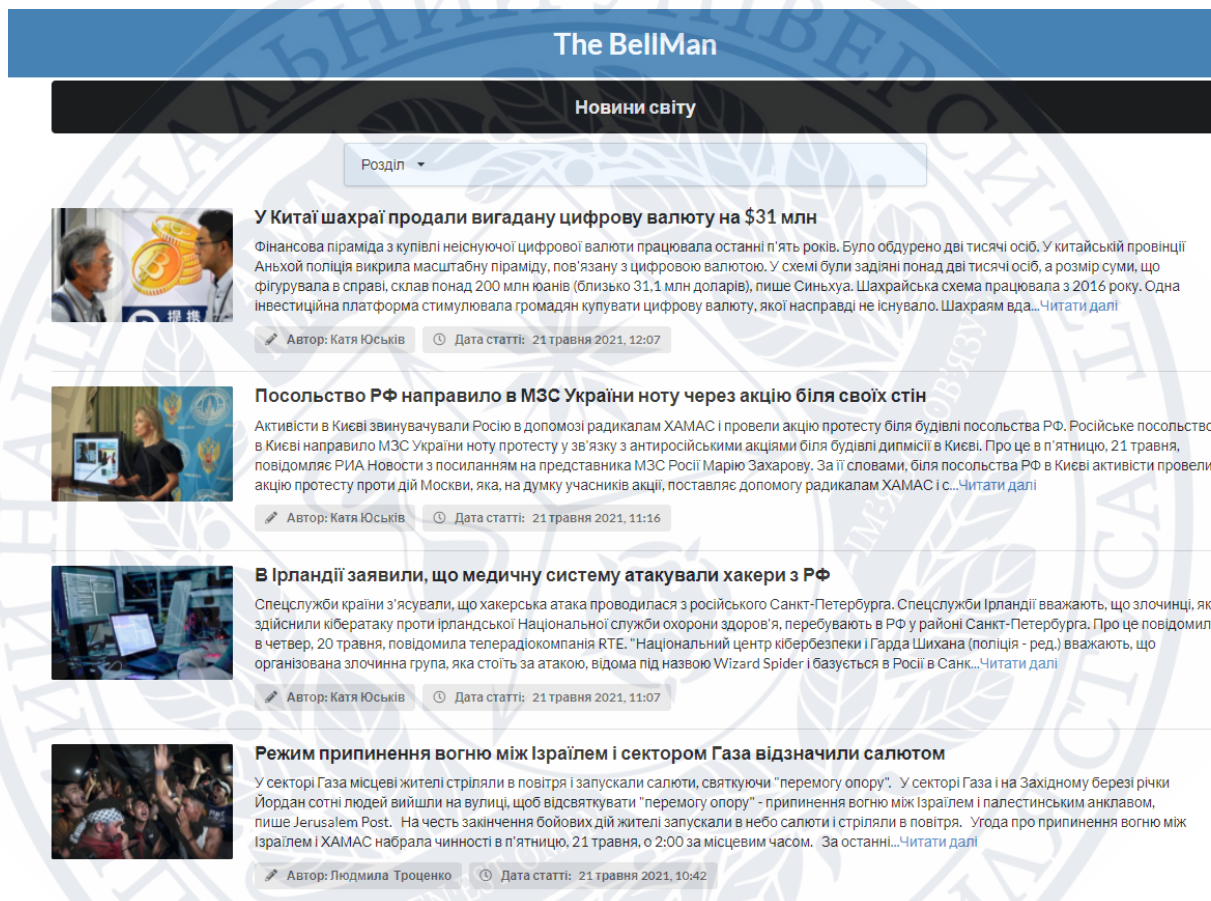 The BellMan
Новини світу
Розділ
У Китаї шахраї продали вигадану цифрову валюту на $31 млн
Фінансова піраміда з купівлі неіснуючої цифрової валюти працювала останні п'ять років. Було обдурено дві тисячі осіб. У китайській провінції
Аньхой поліція викрила масштабну піраміду, пов'язану з цифровою валютою. У схемі були задіяні понад дві тисячі осіб, а розмір суми, що
фігурувала в справі, склав понад 200 млн юанів (близько 31,1 млн доларів), пише Синьхуа. Шахрайська схема працювала з 2016 року. Одна
інвестиційна платформа стимулювала громадян купувати цифрову валюту, якої насправді не існувало. Шахраям вда...Читати далі
Автор: Катя Юськів Дата статті: 21 травня 2021, 12:07
Посольство РФ направило в МЗС України ноту через акцію біля своїх стін
Активісти в Києві звинувачували Росію в допомозі радикалам ХАМАС і провели акцію протесту біля будівлі посольства РФ. Російське посольство
в Києві направило МЗС України ноту протесту у зв'язку з антиросійськими акціями біля будівлі дипмісії в Києві. Про це в п'ятницю, 21 травня,
повідомляє РИА Новости з посиланням на представника МЗС Росії Марію Захарову. За її словами, біля посольства РФ в Києві активісти провели
акцію протесту проти дій Москви, яка, на думку учасників акції, поставляє допомогу радикалам ХАМАС і с...Читати далі
Автор: Катя Юськів Дата статті: 21 травня 2021, 11:16
В Ірландії заявили, що медичну систему атакували хакери з РФ
Спецслужби країни з'ясували, що хакерська атака проводилася з російського Санкт-Петербурга. Спецслужби Ірландії вважають, що злочинці, як
здійснили кібератаку проти ірландської Національної служби охорони здоров'я, перебувають в РФ у районі Санкт-Петербурга. Про це повідомил
в четвер, 20 травня, повідомила телерадіокомпанія RTE. "Національний центр кібербезпеки і Гарда Шихана (поліція - ред.) вважають, що
організована злочинна група, яка стоїть за атакою, відома під назвою Wizard Spider і базується в Росії в Санк...Читати далі
Автор: Катя Юськів Дата статті: 21 травня 2021, 11:07
Режим припинення вогню між Ізраїлем і сектором Газа відзначили салютом
У секторі Газа місцеві жителі стріляли в повітря і запускали салюти, святкуючи "перемогу опору". У секторі Газа і на Західному березі річки
Йордан сотні людей вийшли на вулиці, щоб відсвяткувати "перемогу опору" - припинення вогню між Ізраїлем і палестинським анклавом,
пише Jerusalem Post. На честь закінчення бойових дій жителі запускали в небо салюти і стріляли в повітря. Угода про припинення вогню між
Ізраїлем і ХАМАС набрала чинності в п'ятницю, 21 травня, о 2:00 за місцевим часом. За останні...Читати далі
Автор: Людмила Троценко Дата статті: 21 травня 2021, 10:42